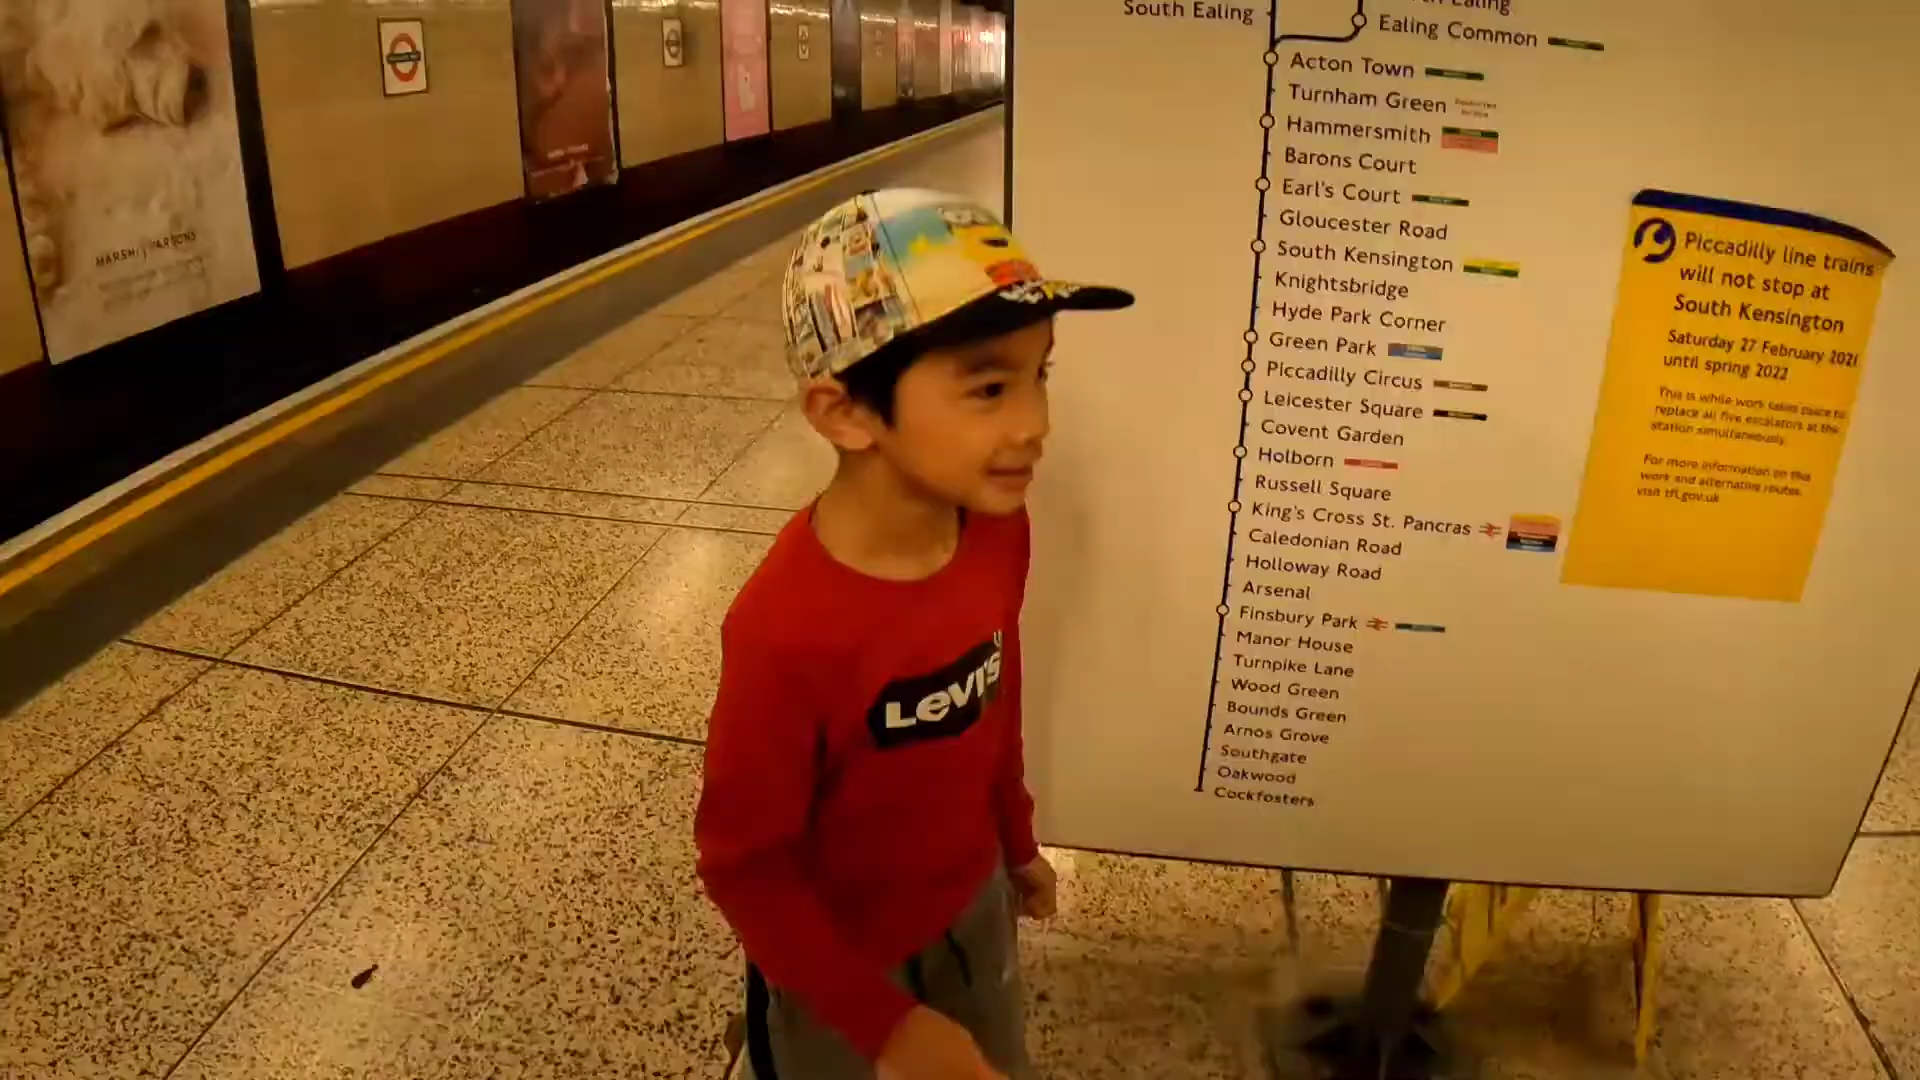 South Ealing
Ealing
Ealing Common
Acton Town
Turnham Green
Hammersmith
Barons Court
Earl's Court
Gloucester Road
South Kensington
Knightsbridge
Hyde Park Corner
Green Park
Piccadilly Circus
Leicester Square
Covent Garden
Holborn
Russell Square
King's Cross St. Pancras
Caledonian Road
Holloway Road
Arsenal
Finsbury Park
Manor House
Turnpike Lane
Wood Green
Bounds Green
Arnos Grove
Southgate
Oakwood
Cockfosters
Piccadilly line trains
will not stop at
South Kensington
Saturday 27 February 2021
until spring 2022
This is while work takes place to
replace all five escalators at the
station simultaneously.
For more information on this
work and alternative routes,
visit tfl.gov.uk
MARSH & PARSONS
Levi's